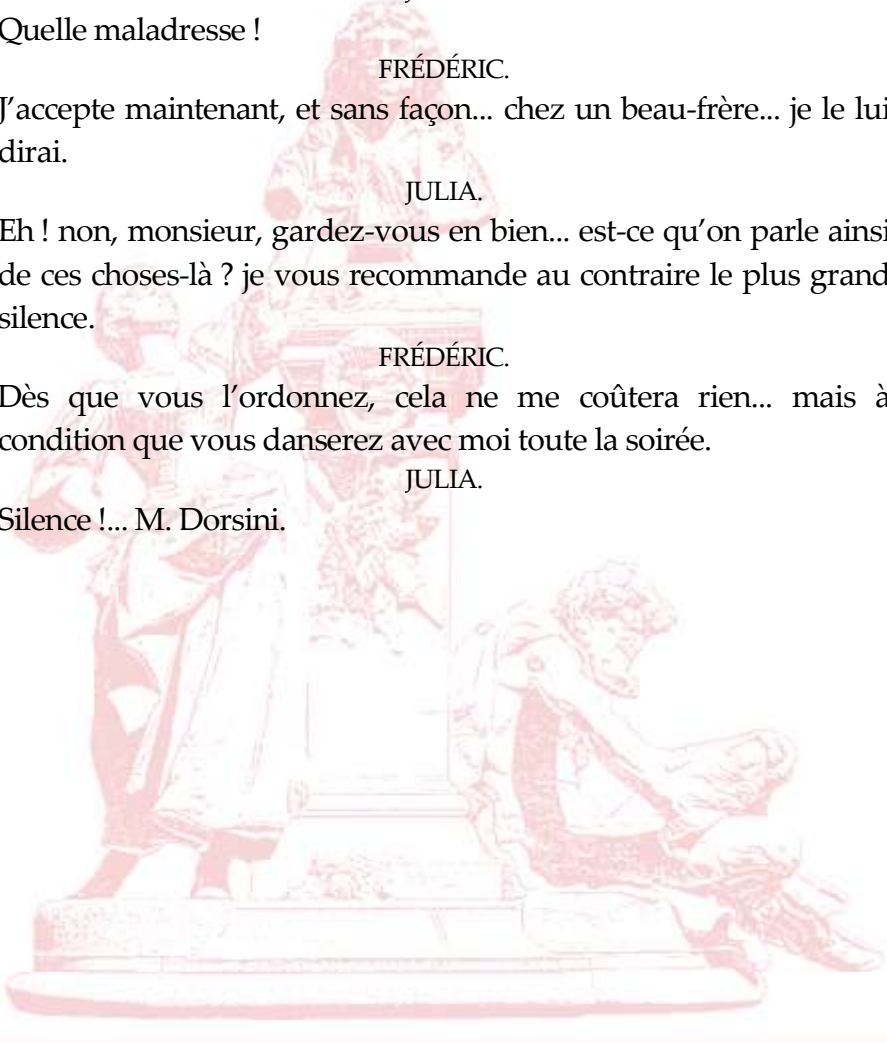 Quelle maladresse !
FRÉDÉRIC.
J’accepte maintenant, et sans façon... chez un beau-frère... je le lui
dirai.
JULIA.
Eh ! non, monsieur, gardez-vous en bien... est-ce qu’on parle ainsi
de ces choses-là ? je vous recommande au contraire le plus grand
silence.
FRÉDÉRIC.
Dès que vous l’ordonnez, cela ne me coûtera rien... mais à
condition que vous danserez avec moi toute la soirée.
JULIA.
Silence !... M. Dorsini.